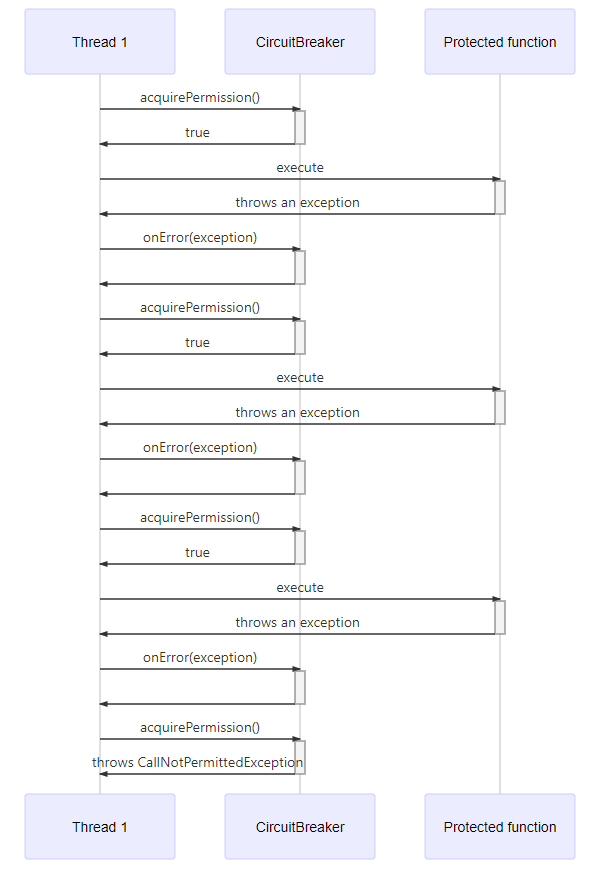 Thread 1
CircuitBreaker
Protected function
acquirePermission()
true
execute
throws an exception
onError(exception)
acquirePermission()
true
execute
throws an exception
onError(exception)
acquirePermission()
true
execute
throws an exception
onError(exception)
acquirePermission()
throws CallNotPermittedException
Thread 1
CircuitBreaker
Protected function